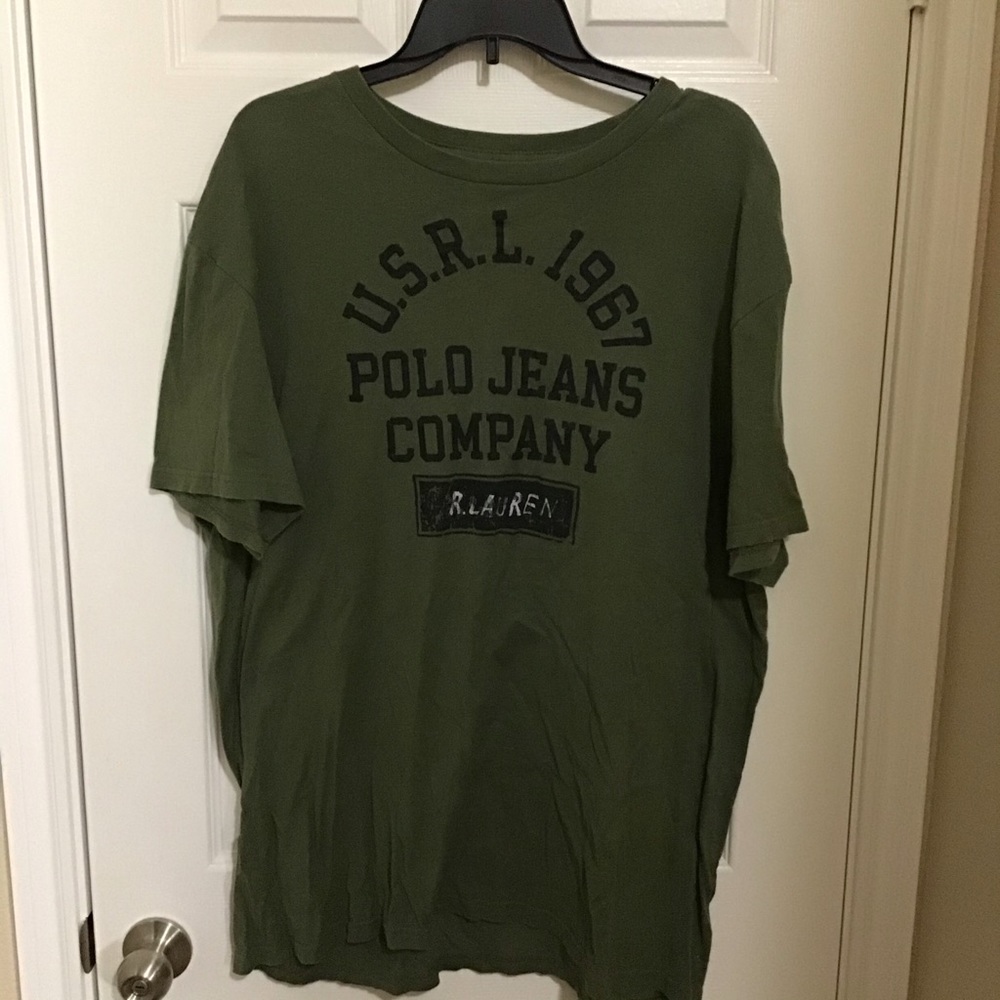 U.S.R.L. 1967
POLO JEANS
COMPANY
R.LAUREN